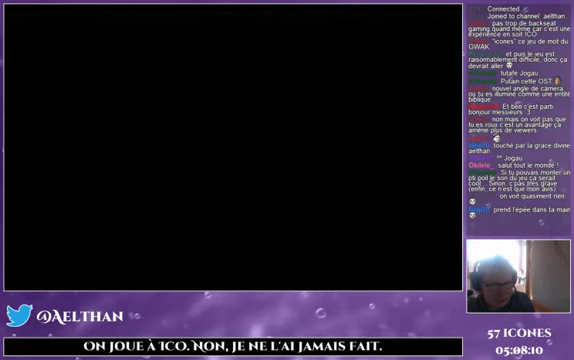 Connected
Joined to channel: aelthan
pas trop de backseat
gaming quand même car c'est une
expérience en soit ICO
"icones" ce jeu de mot du
GWAK
et puis le jeu est
raisonnablement difficile, donc ça
devrait aller
tutafe Jogau
Putain cette OST
nouvel angle de camera
où tu es illuminé comme une entité
biblique
Et ben c'est parti
bonjour messieurs :3
non mais on voit pas que
tu es roux c'est un avantage ça
amène plus de viewers
touché par la grace divine
aelthan
^^ Jogau
salut tout le monde !
Si tu pouvais monter un
pti poil le son du jeu ça serait
cool. Sinon, c'pas très grave
(enfin, ce n'est que mon avis)
on voit quasiment rien
prend l'épée dans ta main
@Aelthan
57 ICONES
05:08:10
ON JOUE À ICO. NON, JE NE L'AI JAMAIS FAIT.